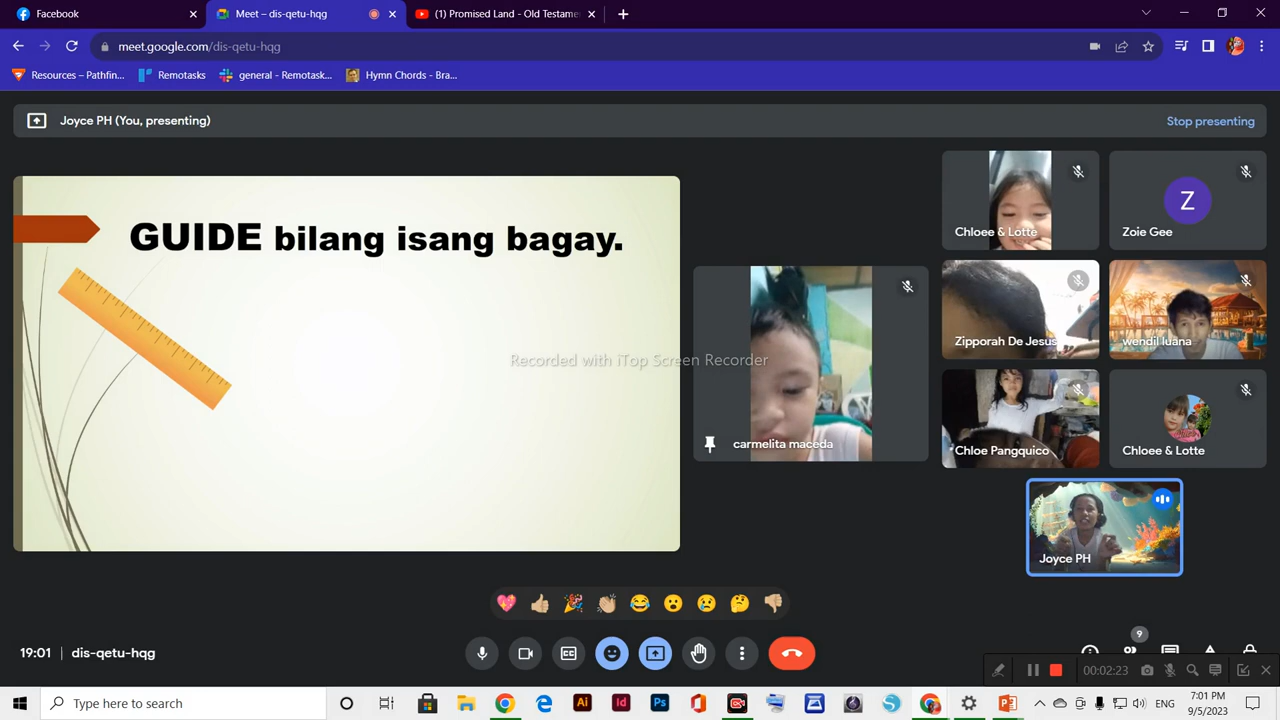 Facebook
Meet – dis-qetu-hqg
(1) Promised Land - Old Testame
meet.google.com/dis-qetu-hqg
Resources – Pathfin...
Remotasks
general - Remotask...
Hymn Chords - Bra...
Joyce PH (You, presenting)
Stop presenting
GUIDE bilang isang bagay.
Recorded with iTop Screen Recorder
carmelita maceda
Chloee & Lotte
Z
Zoie Gee
Zipporah De Jesus
wendil luana
Chloe Pangquico
Chloee & Lotte
Joyce PH
19:01
dis-qetu-hqg
9
00:02:23
Type here to search
Ai
Id
Ps
ENG
7:01 PM
9/5/2023